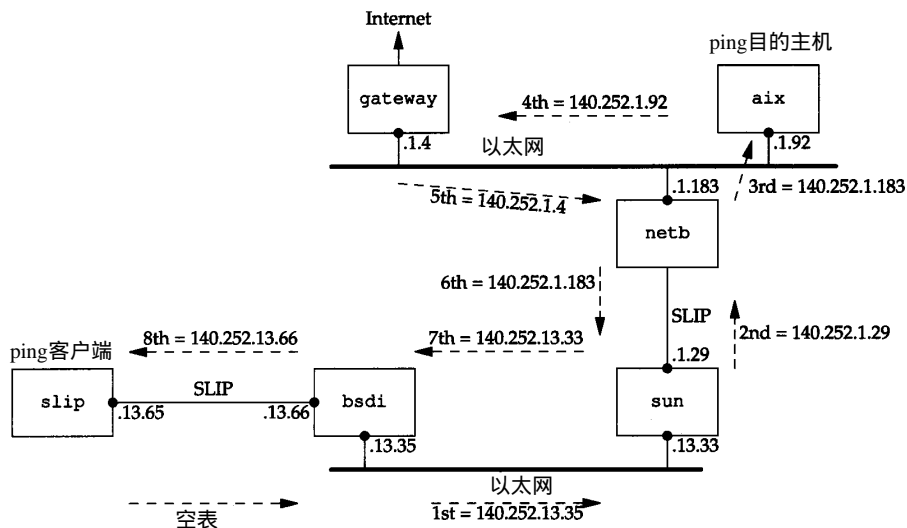 Internet
ping目的主机
gateway
4th = 140.252.1.92
aix
.1.4
以太网
.1.92
.1.183
3rd = 140.252.1.183
5th = 140.252.1.4
netb
6th = 140.252.1.183
SLIP
2nd = 140.252.1.29
8th = 140.252.13.66
7th = 140.252.13.33
ping客户端
.1.29
slip
SLIP
bsdi
sun
.13.65
.13.66
.13.35
.13.33
以太网
空表
1st = 140.252.13.35